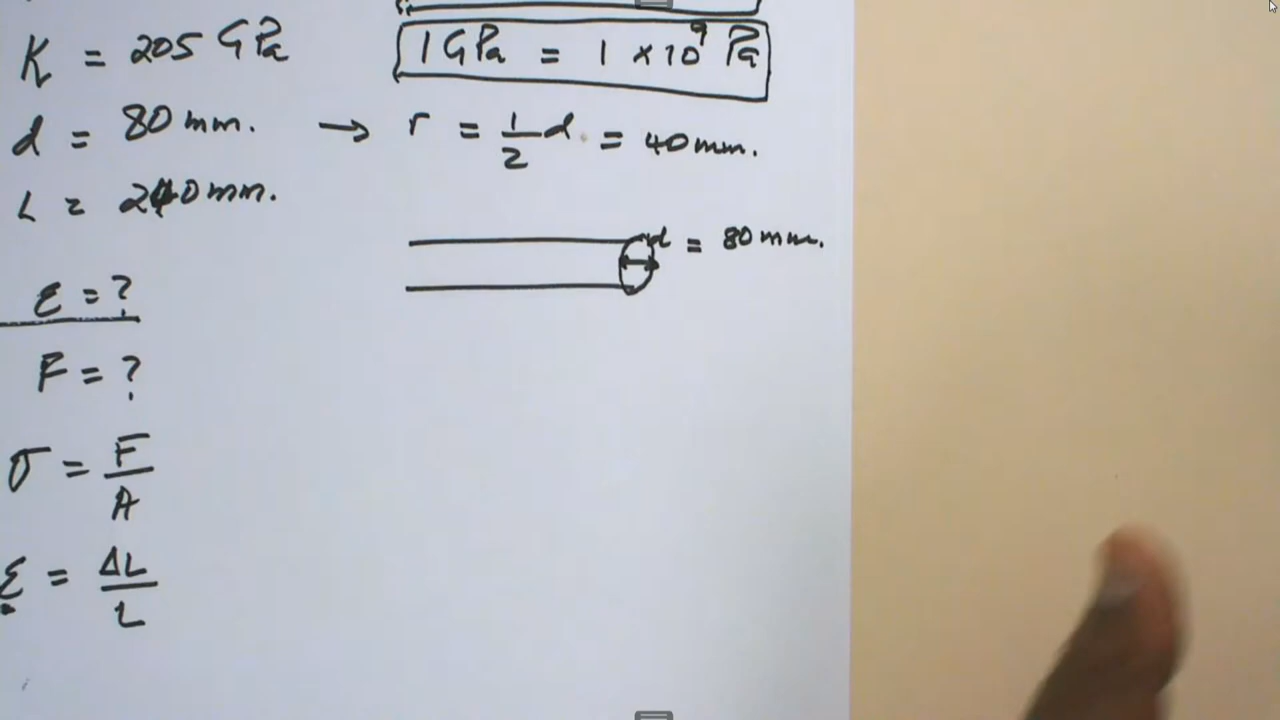 K = 205 GPa
1 GPa = 1 × 10⁹ Pa
d = 80 mm. → r = 1/2 d. = 40 mm.
L = 240 mm.
d = 80 mm.
ε = ?
F = ?
σ = F/A
ε = ΔL/L